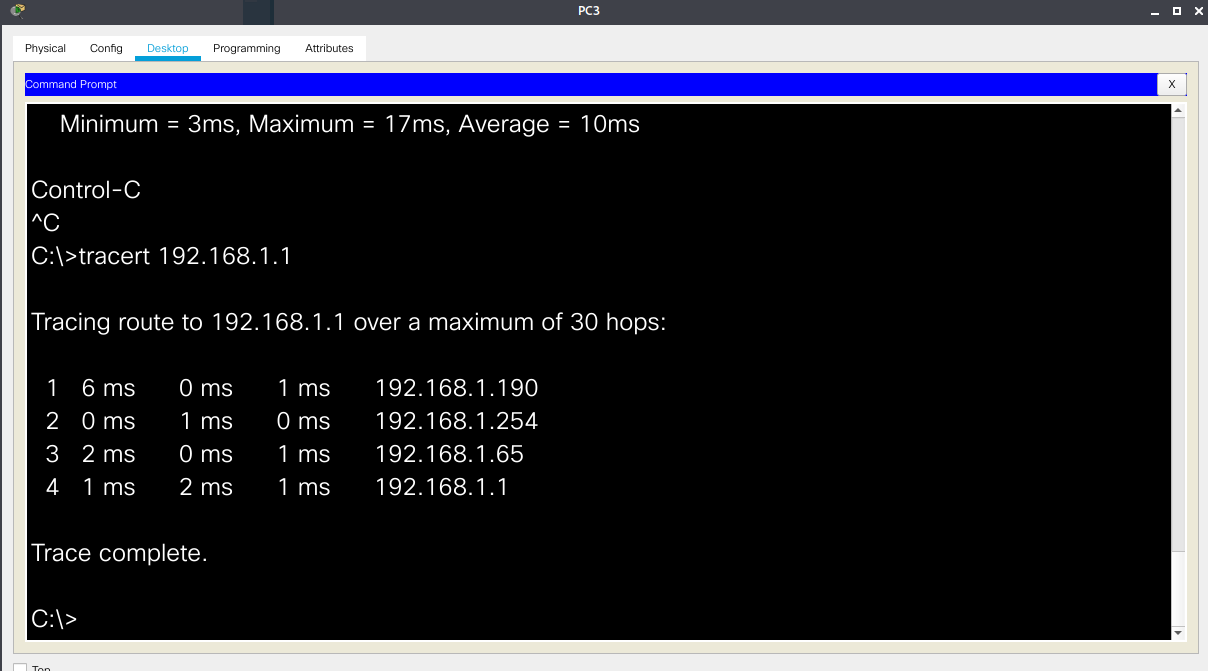 PC3
Physical Config Desktop Programming Attributes
Command Prompt X
Minimum = 3ms, Maximum = 17ms, Average = 10ms
Control-C
^C
C:\>tracert 192.168.1.1
Tracing route to 192.168.1.1 over a maximum of 30 hops:
1 6 ms 0 ms 1 ms 192.168.1.190
2 0 ms 1 ms 0 ms 192.168.1.254
3 2 ms 0 ms 1 ms 192.168.1.65
4 1 ms 2 ms 1 ms 192.168.1.1
Trace complete.
C:\>
Top